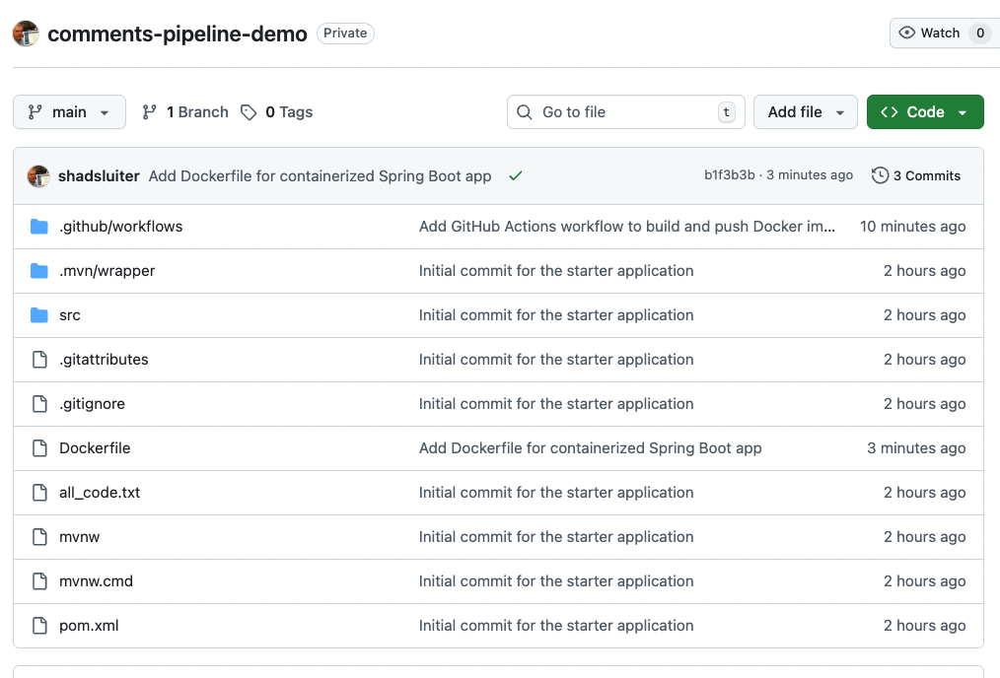 comments-pipeline-demo Private Watch 0
main 1 Branch 0 Tags Go to file t Add file Code
shadsluiter Add Dockerfile for containerized Spring Boot app b1f3b3b · 3 minutes ago 3 Commits
.github/workflows Add GitHub Actions workflow to build and push Docker im... 10 minutes ago
.mvn/wrapper Initial commit for the starter application 2 hours ago
src Initial commit for the starter application 2 hours ago
.gitattributes Initial commit for the starter application 2 hours ago
.gitignore Initial commit for the starter application 2 hours ago
Dockerfile Add Dockerfile for containerized Spring Boot app 3 minutes ago
all_code.txt Initial commit for the starter application 2 hours ago
mvnw Initial commit for the starter application 2 hours ago
mvnw.cmd Initial commit for the starter application 2 hours ago
pom.xml Initial commit for the starter application 2 hours ago